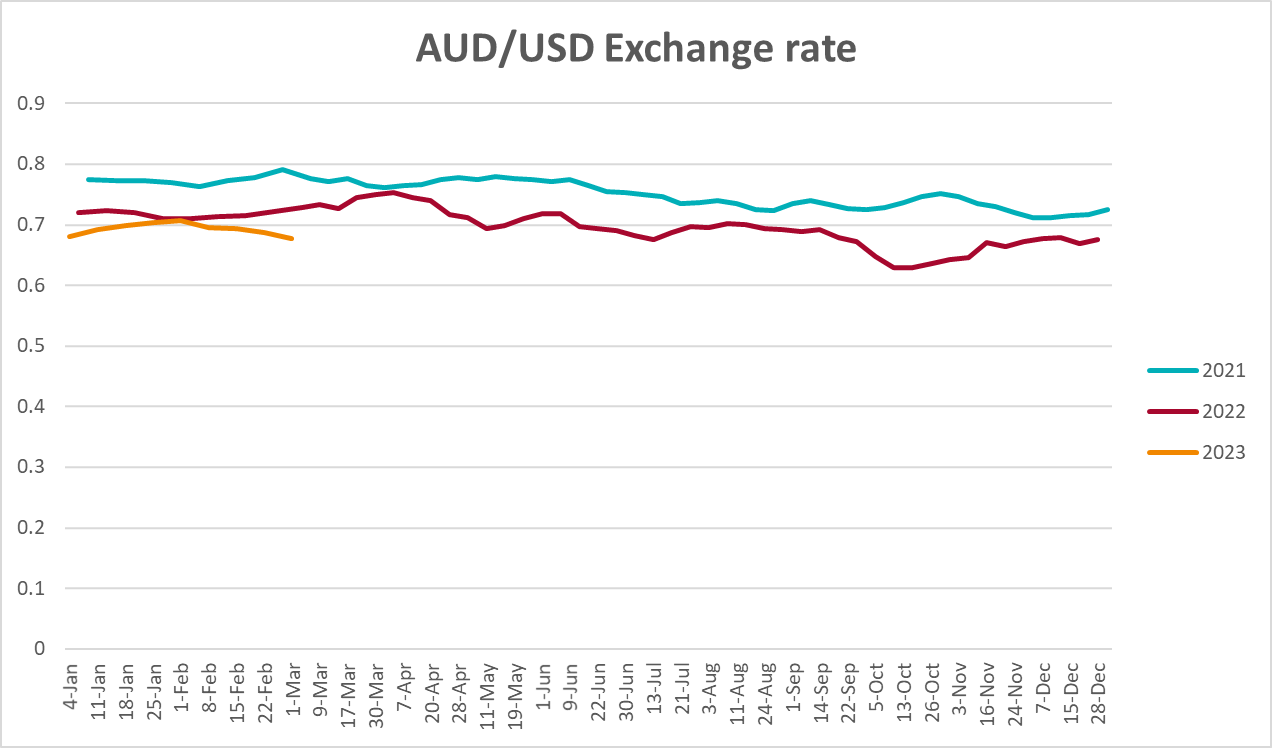 AUD/USD Exchange rate
0.9
0.8
0.7
0.6
0.5
0.4
0.3
0.2
0.1
0
4-Jan
11-Jan
18-Jan
25-Jan
1-Feb
8-Feb
15-Feb
22-Feb
1-Mar
9-Mar
17-Mar
30-Mar
7-Apr
20-Apr
28-Apr
11-May
19-May
1-Jun
9-Jun
22-Jun
30-Jun
13-Jul
21-Jul
3-Aug
11-Aug
24-Aug
1-Sep
14-Sep
22-Sep
5-Oct
13-Oct
26-Oct
3-Nov
16-Nov
24-Nov
7-Dec
15-Dec
28-Dec
2021
2022
2023